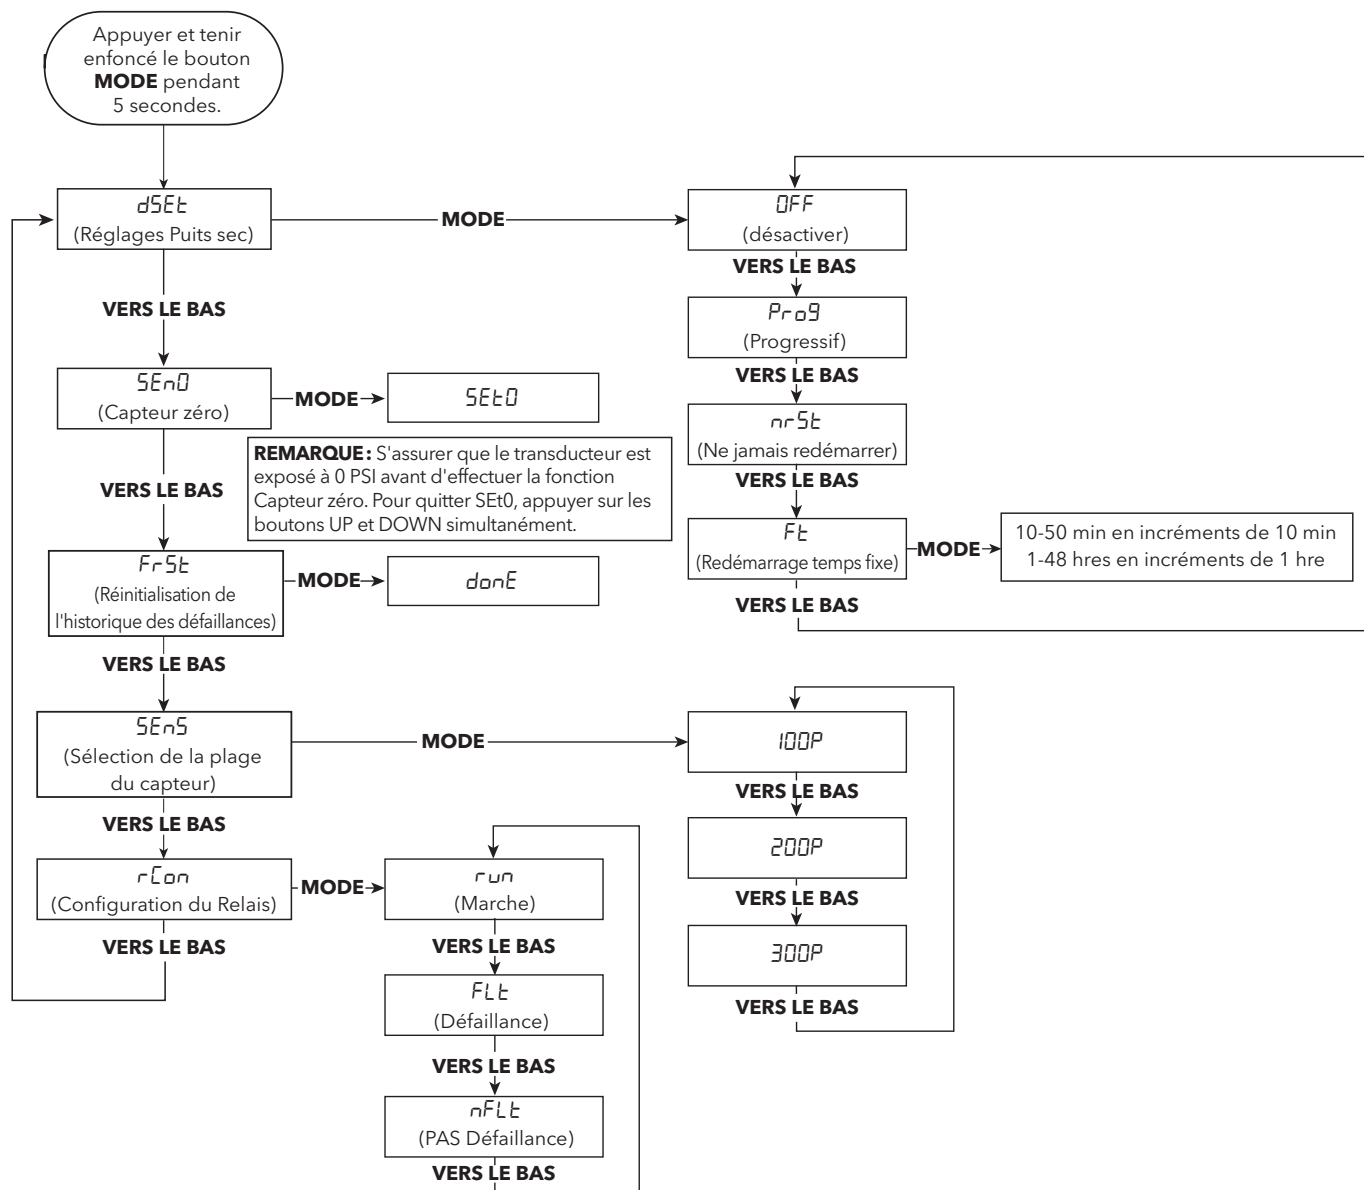 Appuyer et tenir
enfoncé le bouton
MODE pendant
5 secondes.
dSEt
(Réglages Puits sec)
MODE
OFF
(désactiver)
VERS LE BAS
VERS LE BAS
Prog
(Progressif)
VERS LE BAS
SEn0
(Capteur zéro)
MODE
SEt0
nrSt
(Ne jamais redémarrer)
VERS LE BAS
REMARQUE : S'assurer que le transducteur est
exposé à 0 PSI avant d'effectuer la fonction
Capteur zéro. Pour quitter SEt0, appuyer sur les
boutons UP et DOWN simultanément.
VERS LE BAS
Ft
(Redémarrage temps fixe)
MODE
10-50 min en incréments de 10 min
1-48 hres en incréments de 1 hre
VERS LE BAS
FrSt
(Réinitialisation de
l'historique des défaillances)
MODE
donE
VERS LE BAS
SEnS
(Sélection de la plage
du capteur)
MODE
100P
VERS LE BAS
200P
VERS LE BAS
300P
VERS LE BAS
VERS LE BAS
rCon
(Configuration du Relais)
MODE
run
(Marche)
VERS LE BAS
VERS LE BAS
FLt
(Défaillance)
VERS LE BAS
nFLt
(PAS Défaillance)
VERS LE BAS